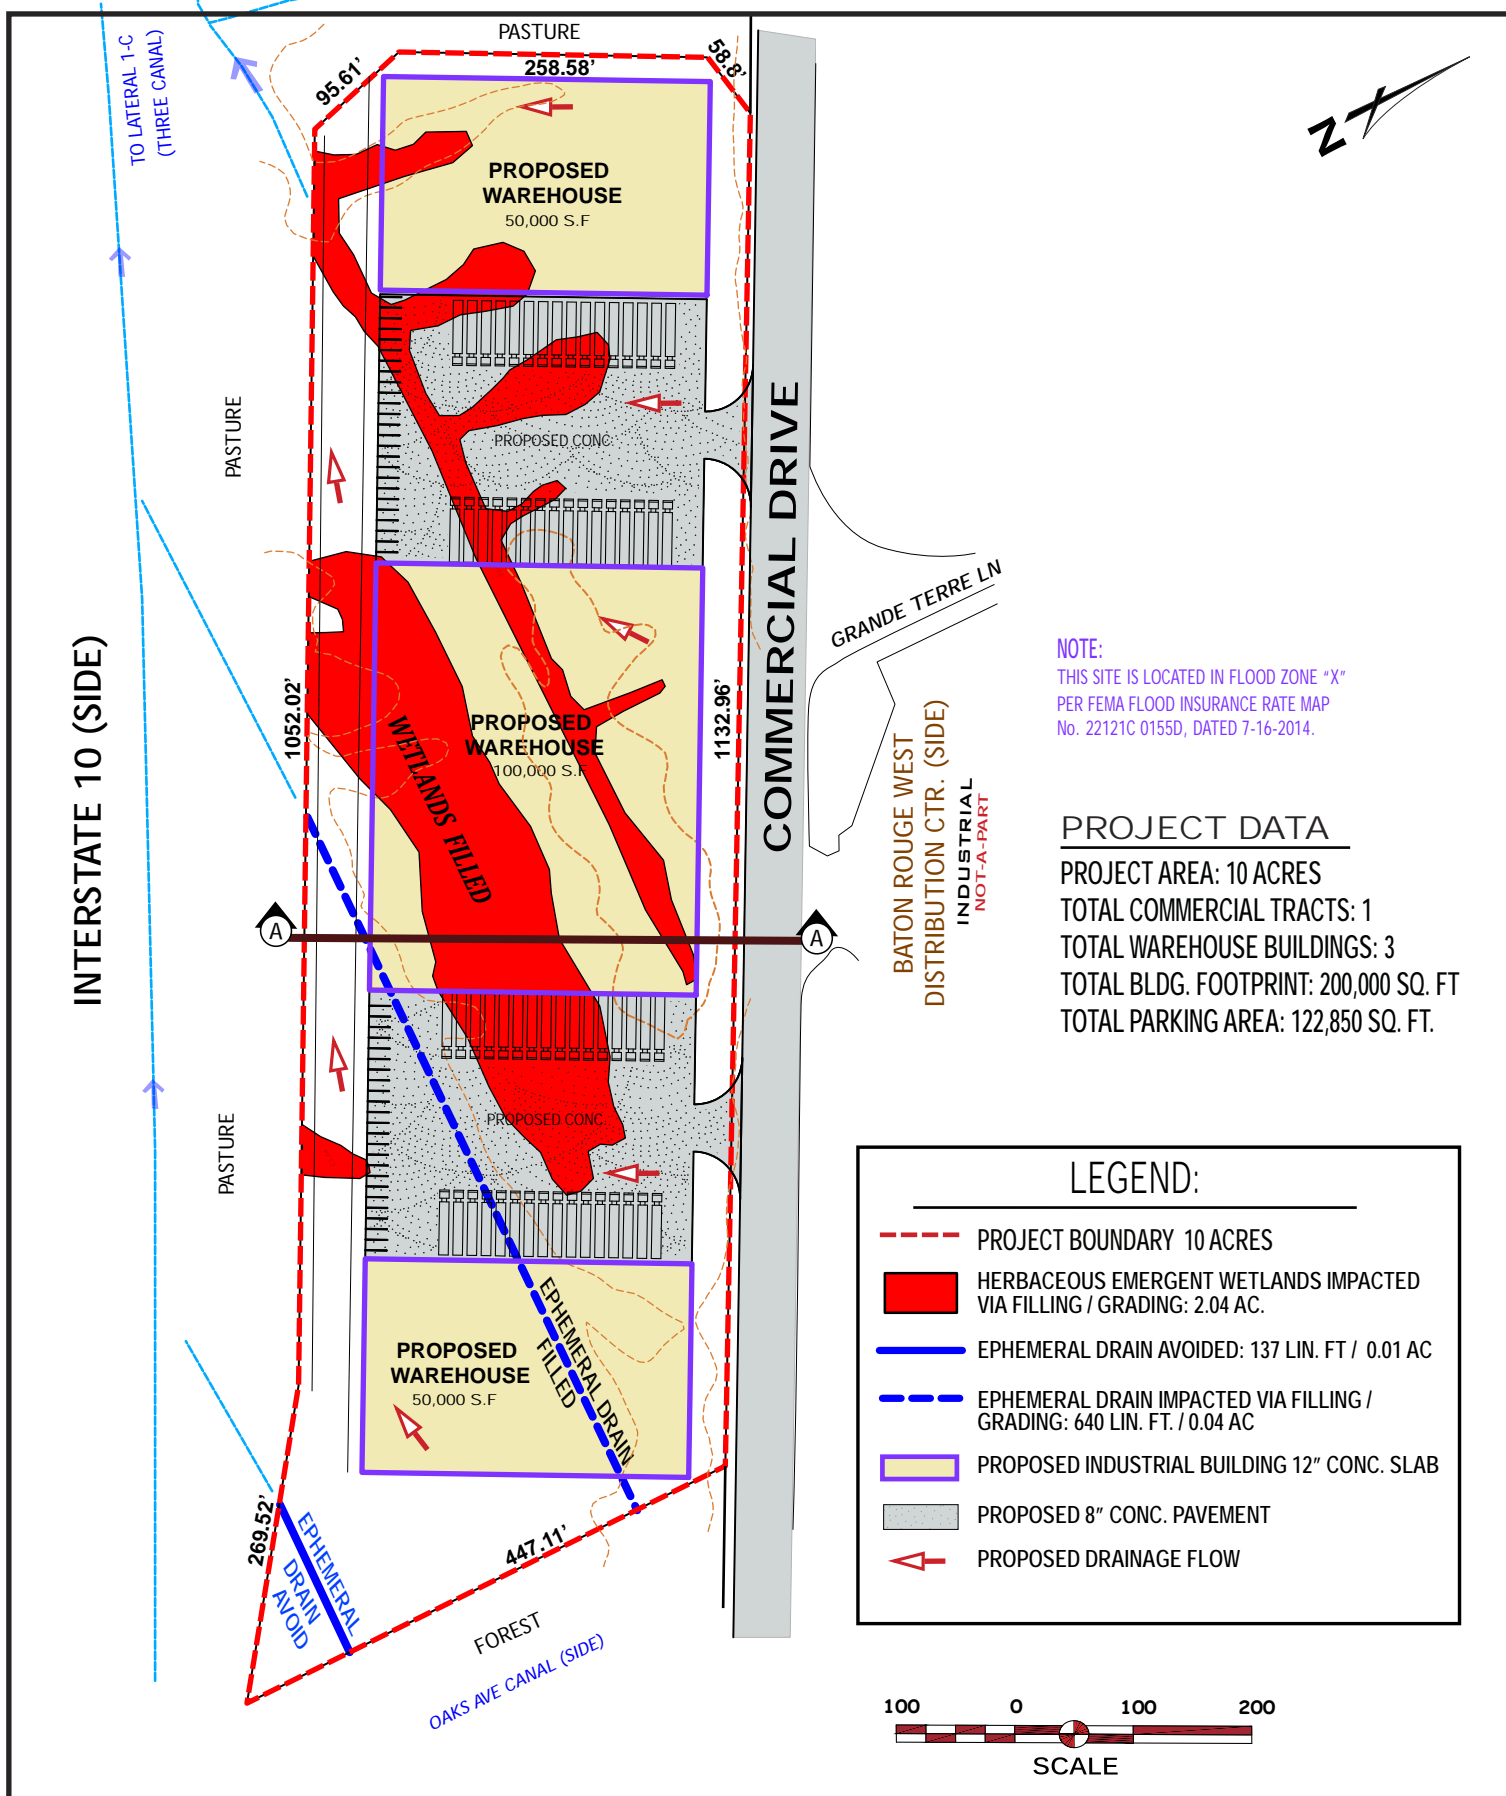 PASTURE
TO LATERAL 1-C
(THREE CANAL)
95.61'
258.58'
58.8'
N
PROPOSED
WAREHOUSE
50,000 S.F
PASTURE
PROPOSED CONC.
COMMERCIAL DRIVE
GRANDE TERRE LN
INTERSTATE 10 (SIDE)
1052.02'
WETLANDS FILLED
PROPOSED
WAREHOUSE
100,000 S.F
1132.96'
BATON ROUGE WEST
DISTRIBUTION CTR. (SIDE)
INDUSTRIAL
NOT-A-PART
NOTE:
THIS SITE IS LOCATED IN FLOOD ZONE “X”
PER FEMA FLOOD INSURANCE RATE MAP
No. 22121C 0155D, DATED 7-16-2014.
PROJECT DATA
PROJECT AREA: 10 ACRES
TOTAL COMMERCIAL TRACTS: 1
TOTAL WAREHOUSE BUILDINGS: 3
TOTAL BLDG. FOOTPRINT: 200,000 SQ. FT
TOTAL PARKING AREA: 122,850 SQ. FT.
A
A
PASTURE
PROPOSED CONC.
PROPOSED
WAREHOUSE
50,000 S.F
EPHEMERAL DRAIN
FILLED
269.52'
EPHEMERAL
DRAIN
AVOID
447.11'
FOREST
OAKS AVE CANAL (SIDE)
LEGEND:
PROJECT BOUNDARY 10 ACRES
HERBACEOUS EMERGENT WETLANDS IMPACTED
VIA FILLING / GRADING: 2.04 AC.
EPHEMERAL DRAIN AVOIDED: 137 LIN. FT / 0.01 AC
EPHEMERAL DRAIN IMPACTED VIA FILLING /
GRADING: 640 LIN. FT. / 0.04 AC
PROPOSED INDUSTRIAL BUILDING 12” CONC. SLAB
PROPOSED 8” CONC. PAVEMENT
PROPOSED DRAINAGE FLOW
100 0 100 200
SCALE